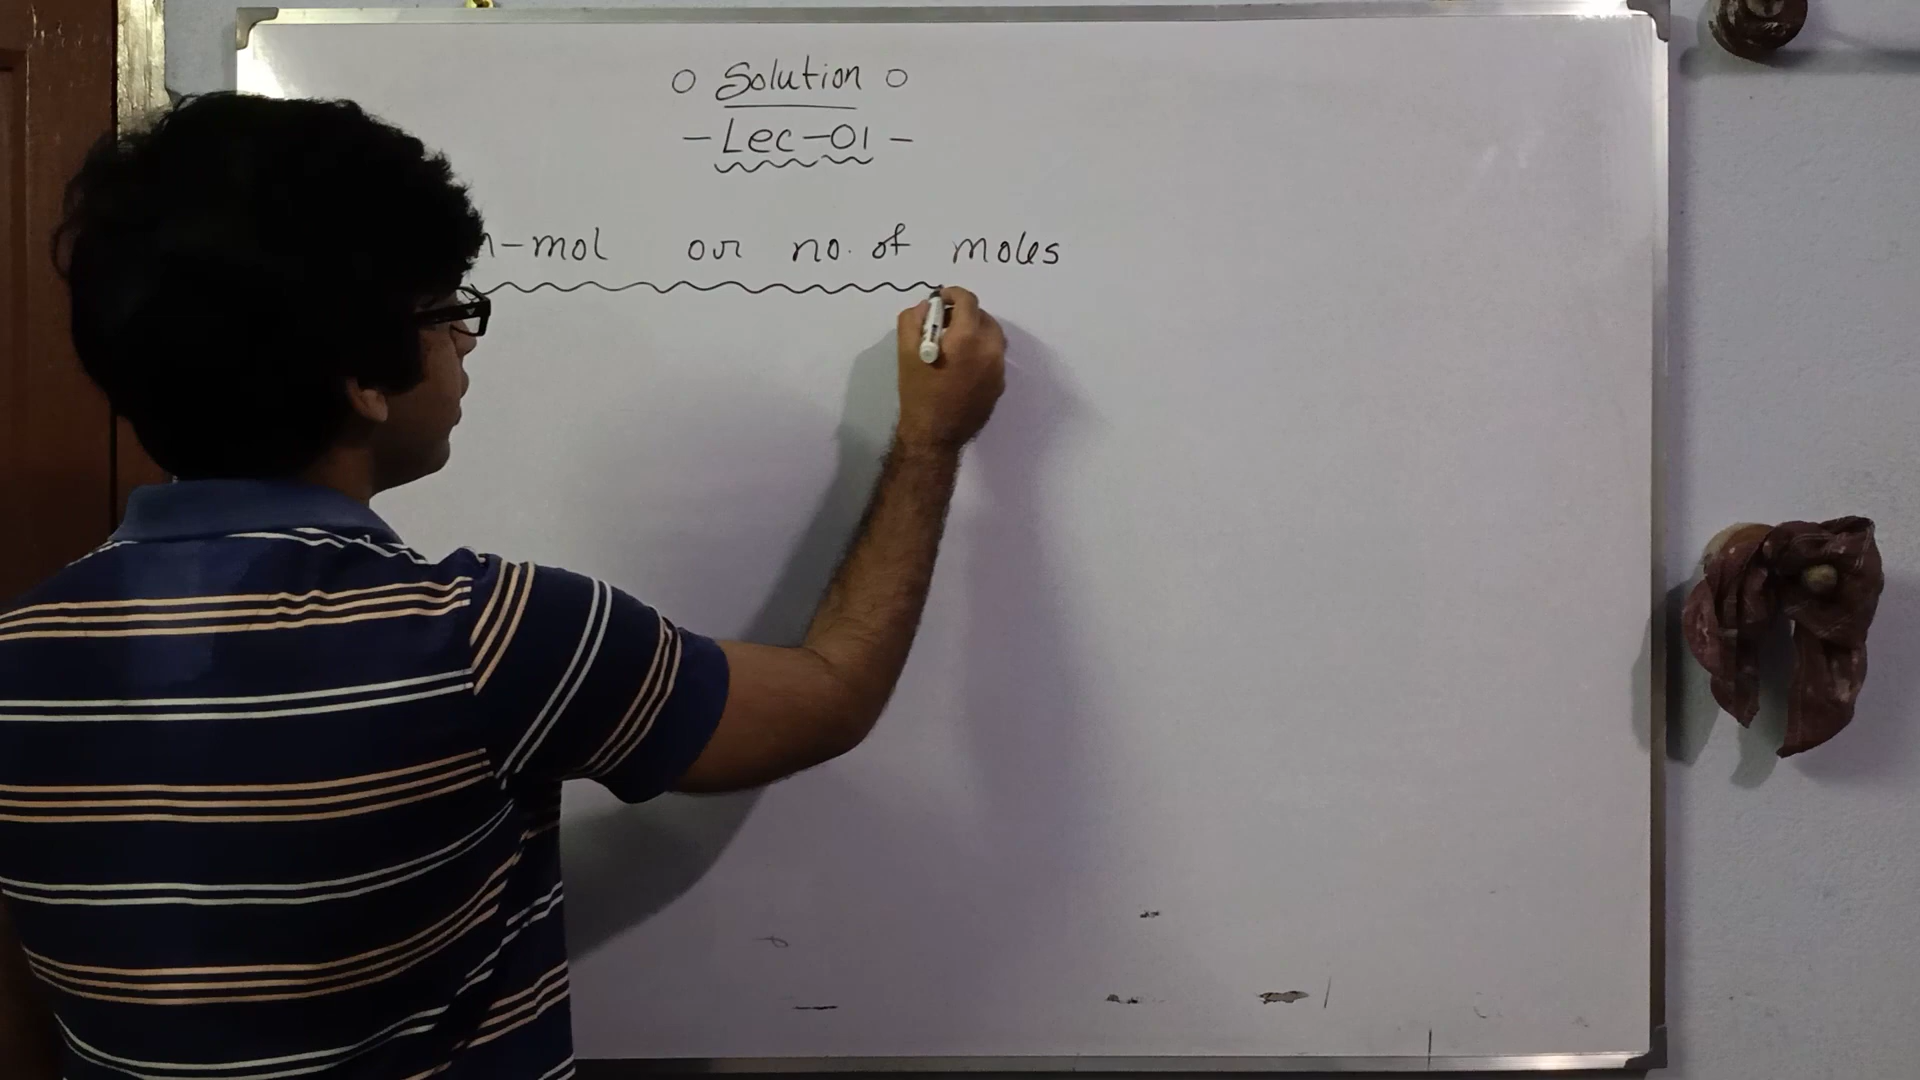 ○ Solution ○
- Lec-01 -
-mol or no. of moles